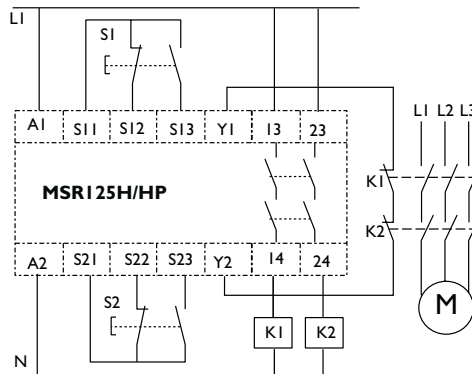 L1
S1
A1 S11 S12 S13 Y1 13 23
L1 L2 L3
MSR125H/HP
K1
K2
A2 S21 S22 S23 Y2 14 24
S2
M
K1 K2
N